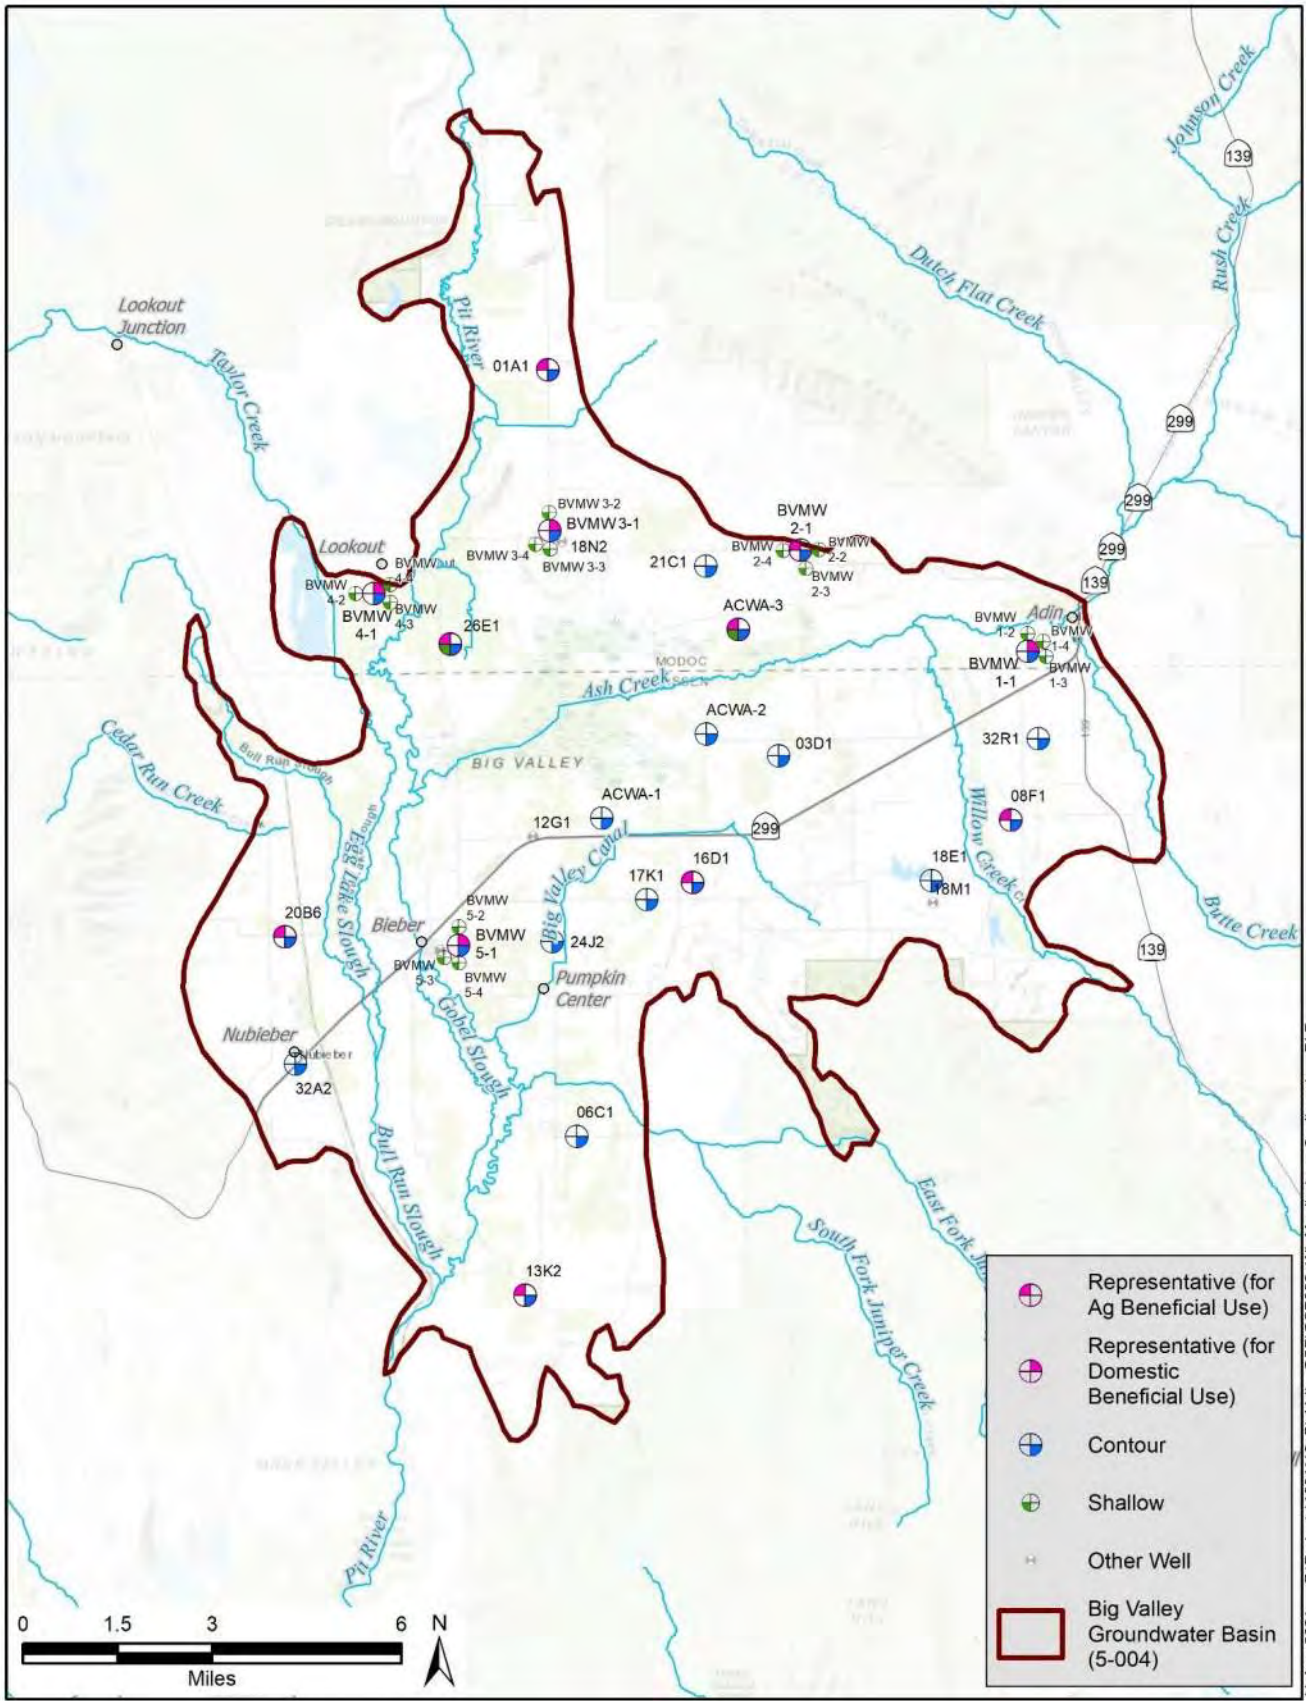 Johnson Creek
139
Rush Creek
Dutch Flat Creek
Lookout
Junction
Pit River
Taylor Creek
01A1
299
299
BVMW 3-2
BVMW 3-1
18N2
BVMW 3-4
BVMW 3-3
BVMW
2-1
BVMW
2-4
BVMW
2-2
BVMW
2-3
21C1
299
139
Lookout
BVMW
4-4
BVMW
4-2
BVMW
4-3
BVMW
4-1
26E1
ACWA-3
Adin
BVMW
1-2
BVMW
1-4
BVMW
1-1
BVMW
1-3
MODOC
Ash Creek
ACWA-2
03D1
32R1
139
Cedar Run Creek
Bull Run Slough
BIG VALLEY
ACWA-1
12G1
299
08F1
Willow Creek
Egg Lake Slough
Big Valley Canal
17K1
16D1
18E1
18M1
Butte Creek
20B6
Bieber
BVMW
5-2
BVMW
5-1
BVMW
5-3
BVMW
5-4
24J2
139
Pumpkin
Center
Gobel Slough
Nubieber
Nubieber
32A2
06C1
Bull Run Slough
East Fork
South Fork Juniper Creek
13K2
Pit River
Representative (for
Ag Beneficial Use)
Representative (for
Domestic
Beneficial Use)
Contour
Shallow
Other Well
Big Valley
Groundwater Basin
(5-004)
0 1.5 3 6
Miles
N